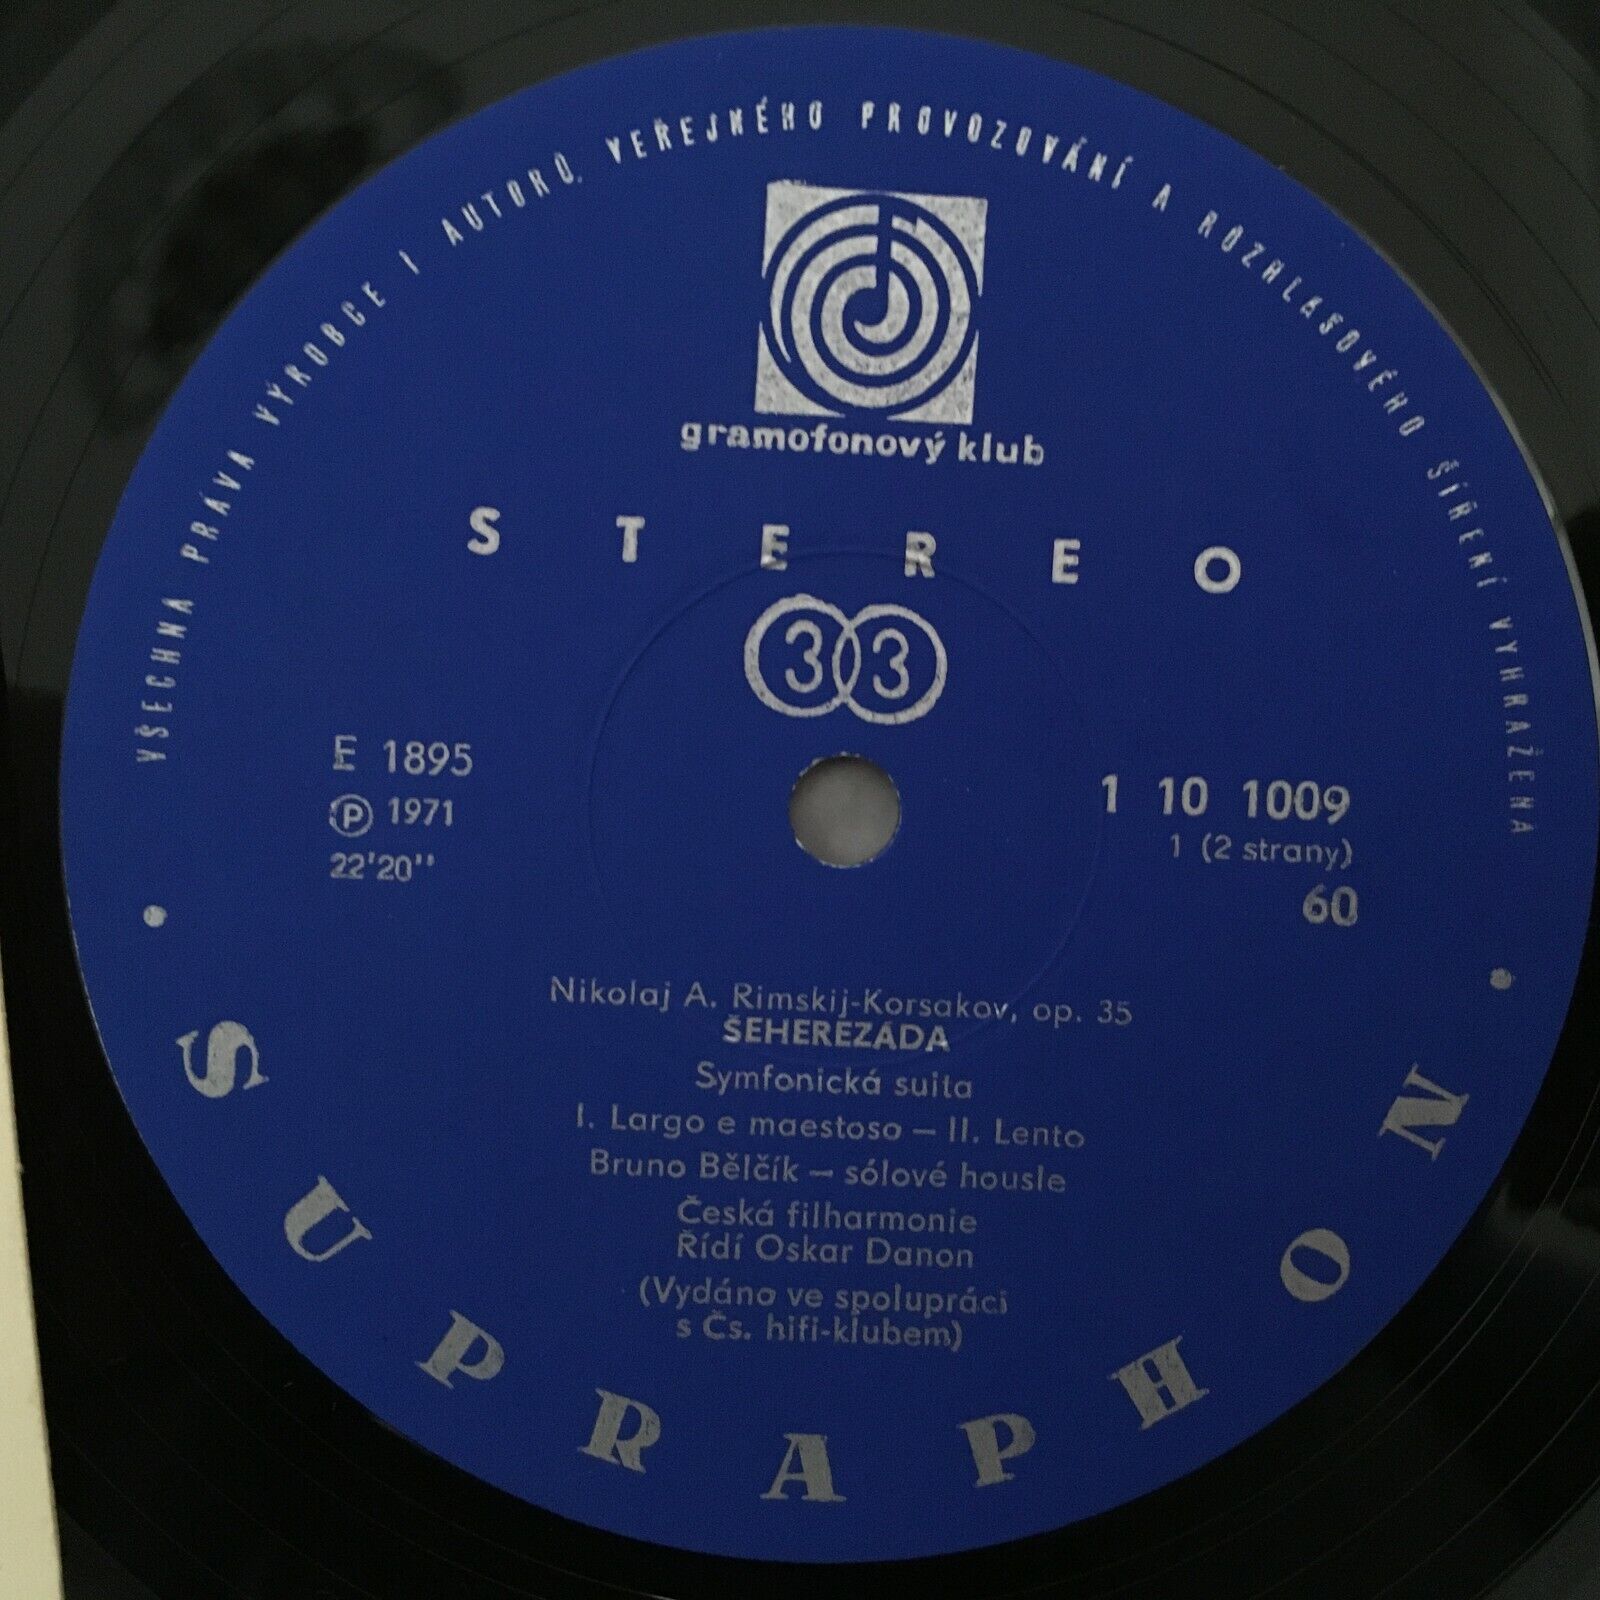 VŠECHNA PRÁVA VÝROBCE I AUTORŮ, VEŘEJNÉHO PROVOZOVÁNÍ A ROZHLASOVÉHO ŠÍŘENÍ VYHRAŽENA
gramofonový klub
STEREO
33
E 1895
Ⓟ 1971
22'20''
1 10 1009
1 (2 strany)
60
Nikolaj A. Rimskij-Korsakov, op. 35
ŠEHEREZÁDA
Symfonická suita
I. Largo e maestoso – II. Lento
Bruno Bělčík – sólové housle
Česká filharmonie
Řídí Oskar Danon
(Vydáno ve spolupráci
s Čs. hifi-klubem)
SUPRAPHON